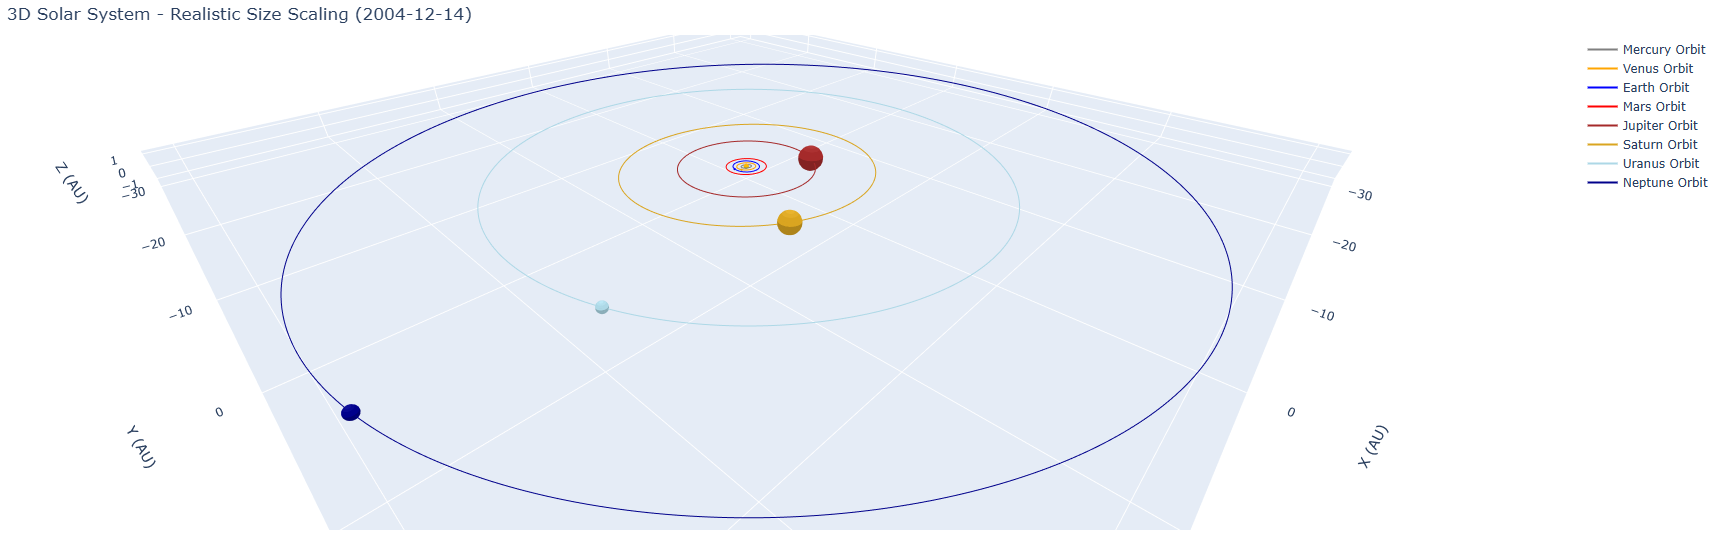 3D Solar System - Realistic Size Scaling (2004-12-14)
Mercury Orbit
Venus Orbit
Earth Orbit
Mars Orbit
Jupiter Orbit
Saturn Orbit
Uranus Orbit
Neptune Orbit
Z (AU)
1
0
−1
−30
−20
−10
0
Y (AU)
−30
−20
−10
0
X (AU)